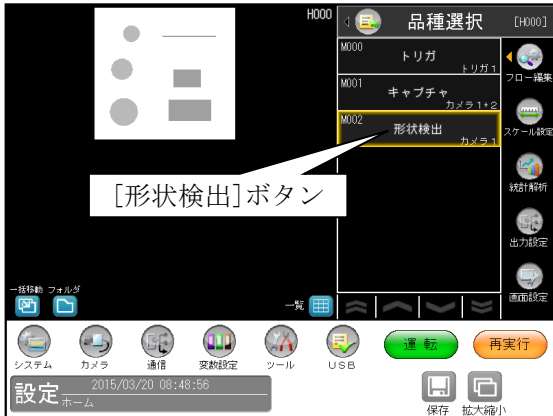 H000
品種選択
[H000]
M000
トリガ
トリガ1
M001
キャプチャ
カメラ1+2
M002
形状検出
カメラ1
[形状検出]ボタン
フロー編集
スケール設定
統計解析
出力設定
画面設定
一括移動
フォルダ
一覧
システム
カメラ
通信
変数設定
ツール
USB
運転
再実行
設定
2015/03/20 08:48:56
ホーム
保存
拡大縮小